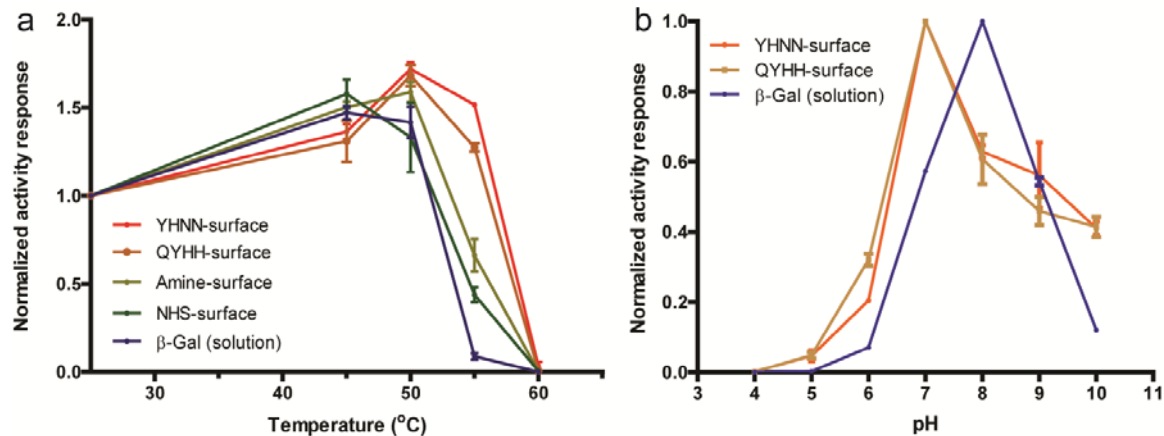 a
Normalized activity response
2.0
1.5
1.0
0.5
0.0
YHNN-surface
QYHH-surface
Amine-surface
NHS-surface
β-Gal (solution)
30 40 50 60
Temperature (°C)
b
Normalized activity response
1.0
0.8
0.6
0.4
0.2
0.0
YHNN-surface
QYHH-surface
β-Gal (solution)
3 4 5 6 7 8 9 10 11
pH